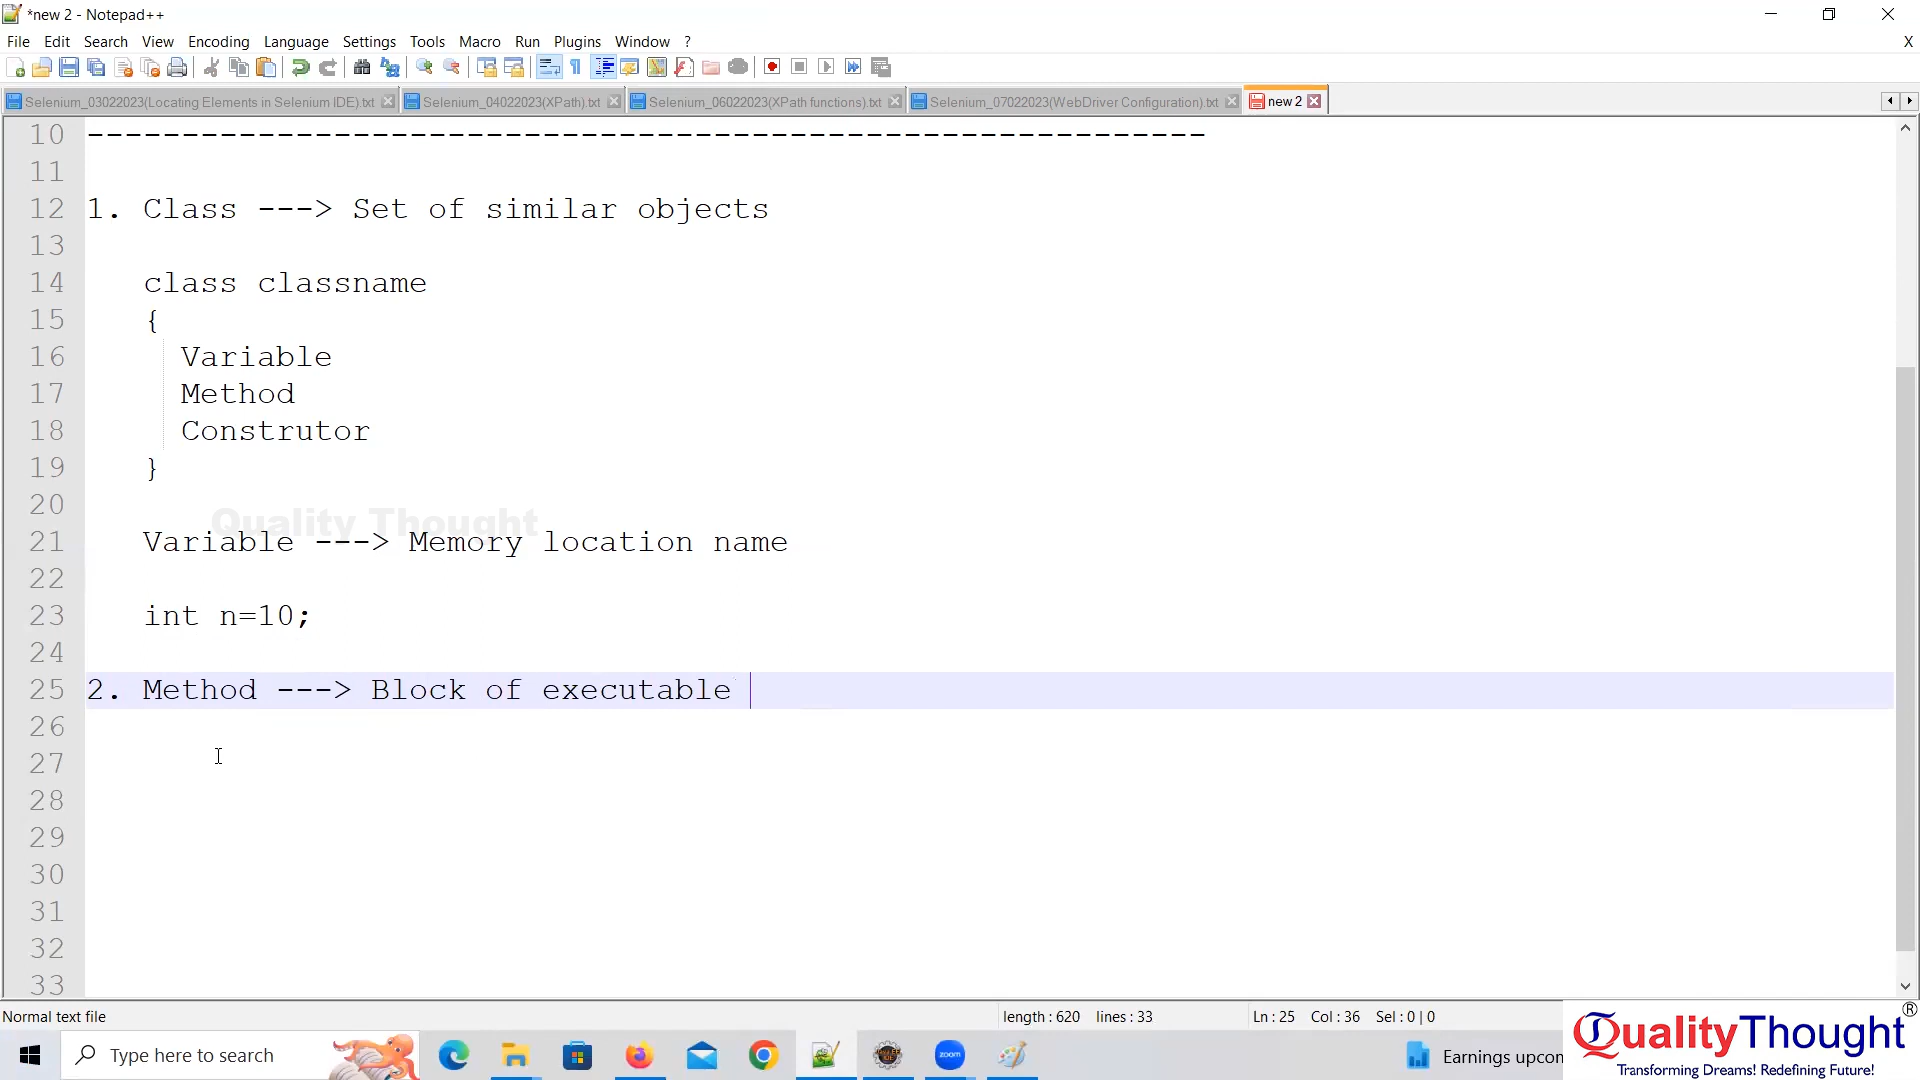 *new 2 - Notepad++
File Edit Search View Encoding Language Settings Tools Macro Run Plugins Window ? X
Selenium_03022023(Locating Elements in Selenium IDE).txt Selenium_04022023(XPath).txt Selenium_06022023(XPath functions).txt Selenium_07022023(WebDriver Configuration).txt new 2
10 ------------------------------------------------------------
11
12 1. Class ---> Set of similar objects
13
14 class classname
15 {
16 Variable
17 Method
18 Construtor
19 }
20
Quality Thought
21 Variable ---> Memory location name
22
23 int n=10;
24
25 2. Method ---> Block of executable
26
27
28
29
30
31
32
33
Normal text file length : 620 lines : 33 Ln : 25 Col : 36 Sel : 0 | 0
Type here to search zoom Earnings upcom
QualityThought ®
Transforming Dreams! Redefining Future!